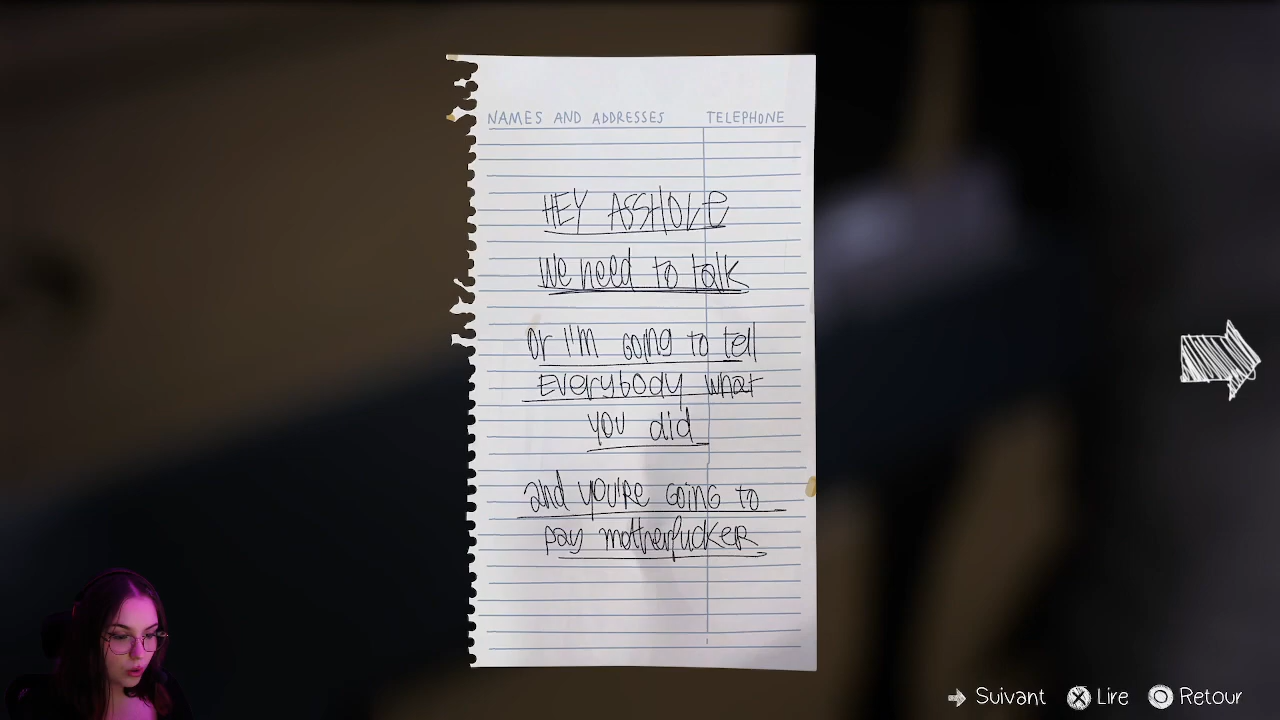 NAMES AND ADDRESSES TELEPHONE
HEY ASSHOLE
We need to talk
Or I'm going to tell
Everybody what
you did
and you're going to
pay motherfucker
Suivant Lire Retour